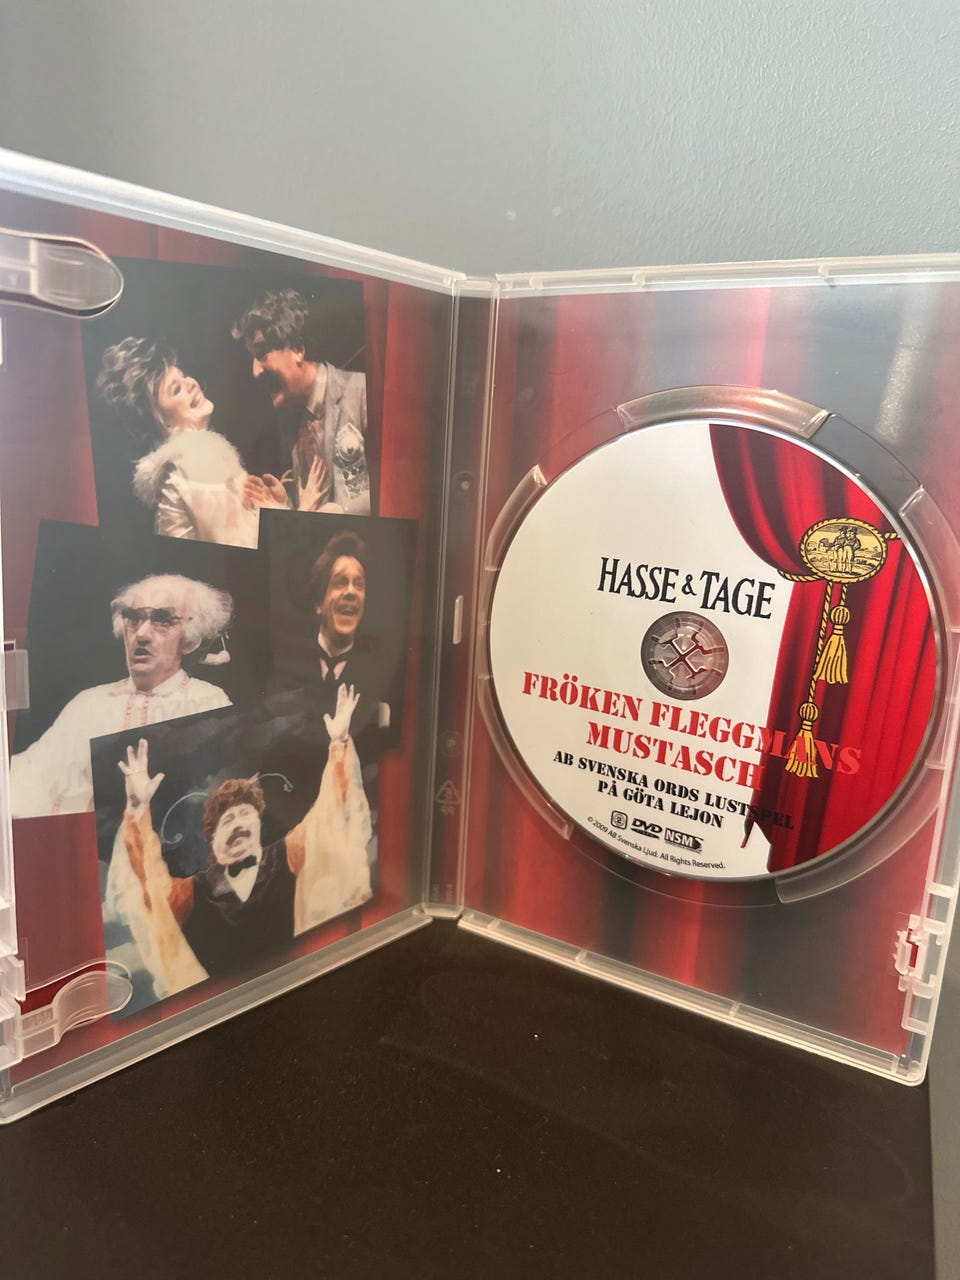 HASSE & TAGE
FRÖKEN FLEGGMANS
MUSTASCH
AB SVENSKA ORDS LUSTSPEL
PÅ GÖTA LEJON
2 DVD NSM
© 2009 AB Svenska Ljud. All Rights Reserved.